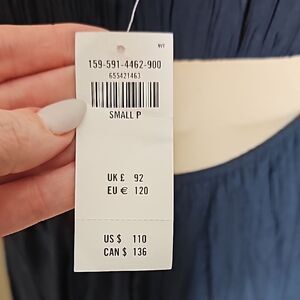 159-591-4462-900
655421463
SMALL P
UK £ 92
EU € 120
US $ 110
CAN $ 136